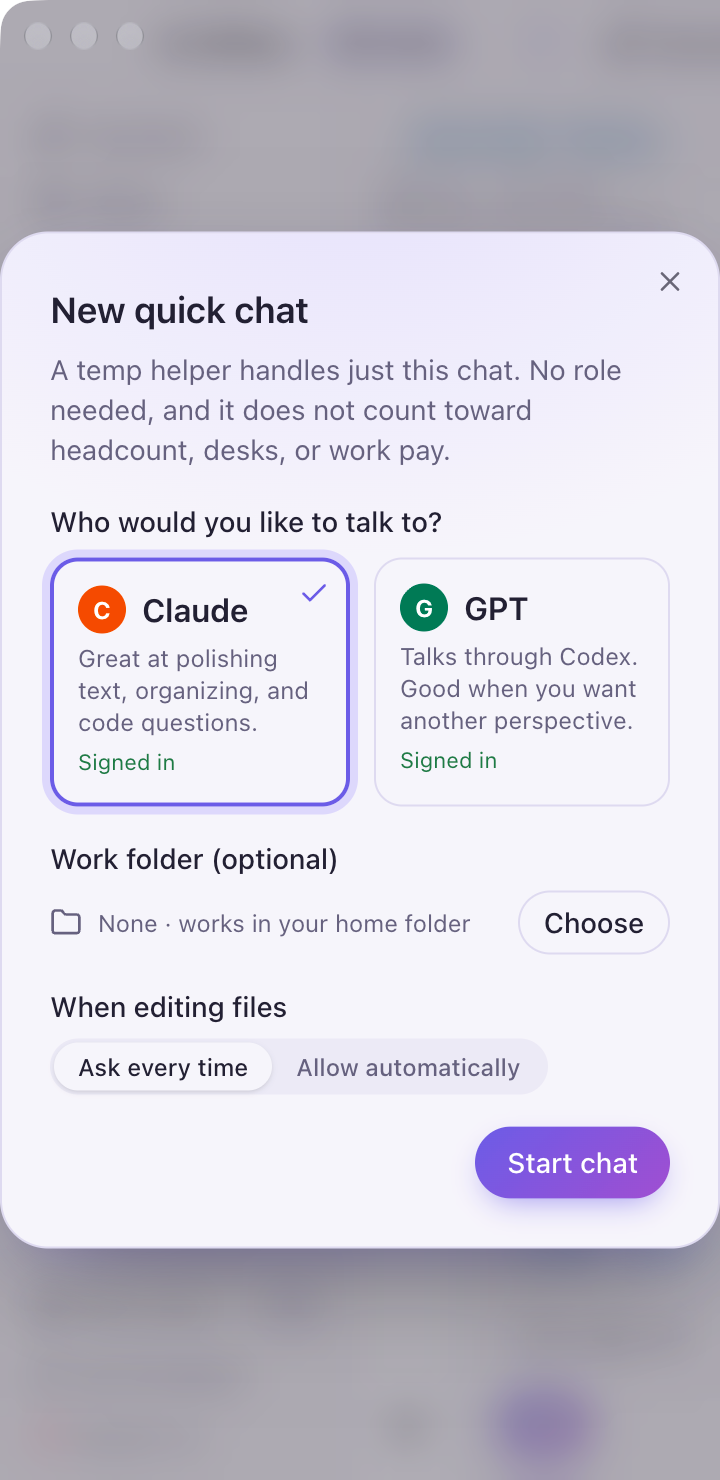 New quick chat
A temp helper handles just this chat. No role
needed, and it does not count toward
headcount, desks, or work pay.
Who would you like to talk to?
C Claude
Great at polishing
text, organizing, and
code questions.
Signed in
G GPT
Talks through Codex.
Good when you want
another perspective.
Signed in
Work folder (optional)
None · works in your home folder
Choose
When editing files
Ask every time
Allow automatically
Start chat